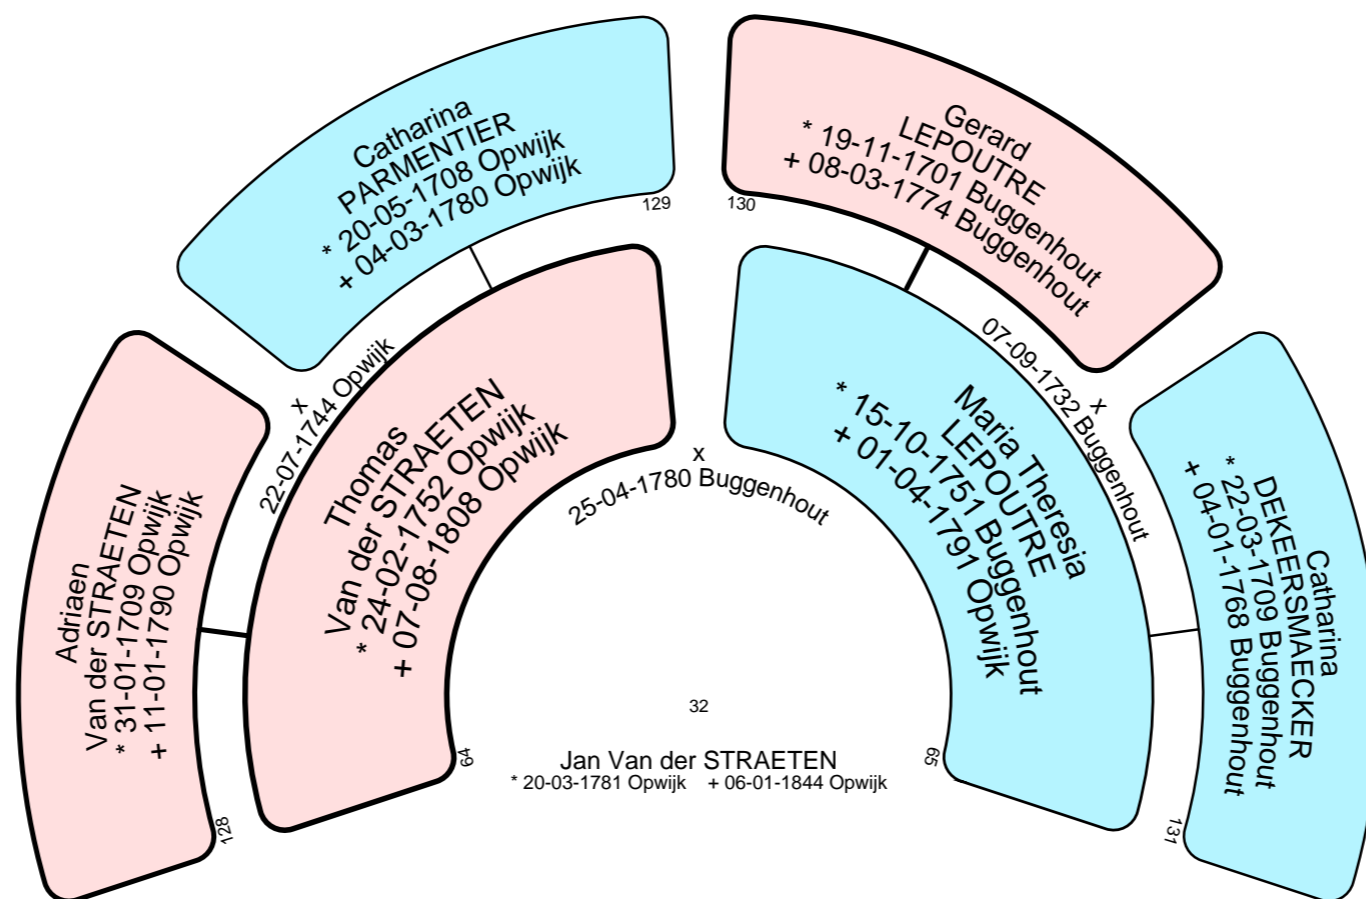 Catharina
PARMENTIER
* 20-05-1708 Opwijk
+ 04-03-1780 Opwijk
129
Gerard
LEPOUTRE
* 19-11-1701 Buggenhout
+ 08-03-1774 Buggenhout
130
Adriaen
Van der STRAETEN
* 31-01-1709 Opwijk
+ 11-01-1790 Opwijk
128
x
22-07-1744 Opwijk
Thomas
Van der STRAETEN
* 24-02-1752 Opwijk
+ 07-08-1808 Opwijk
64
x
25-04-1780 Buggenhout
Maria Theresia
LEPOUTRE
* 15-10-1751 Buggenhout
+ 01-04-1791 Opwijk
65
x
07-09-1732 Buggenhout
Catharina
DEKEERSMAECKER
* 22-03-1709 Buggenhout
+ 04-01-1768 Buggenhout
131
32
Jan Van der STRAETEN
* 20-03-1781 Opwijk + 06-01-1844 Opwijk